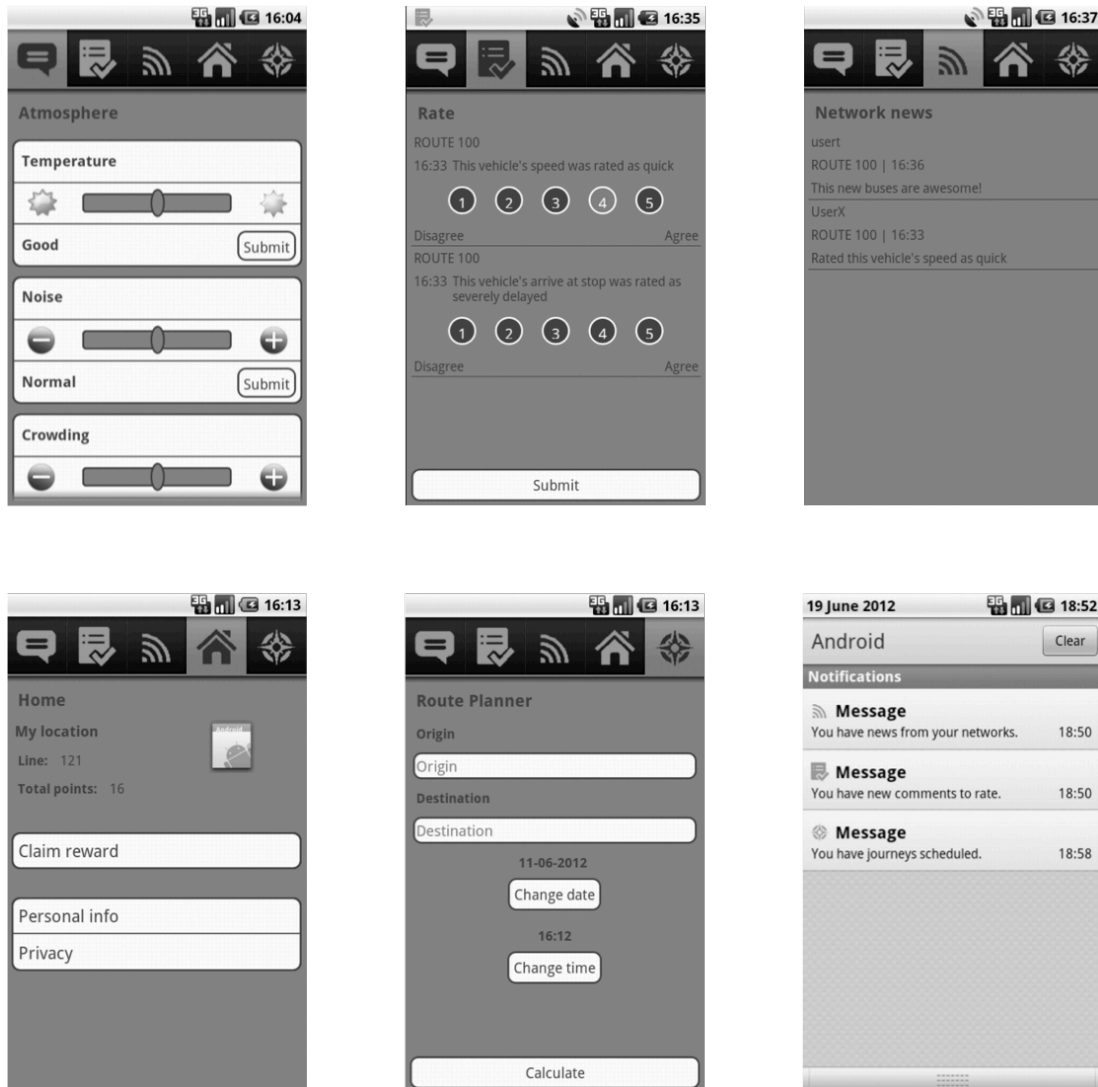 16:04
Atmosphere
Temperature
Good Submit
Noise
Normal Submit
Crowding
16:35
Rate
ROUTE 100
16:33 This vehicle's speed was rated as quick
1 2 3 4 5
Disagree Agree
ROUTE 100
16:33 This vehicle's arrive at stop was rated as
severely delayed
1 2 3 4 5
Disagree Agree
Submit
16:37
Network news
usert
ROUTE 100 | 16:36
This new buses are awesome!
UserX
ROUTE 100 | 16:33
Rated this vehicle's speed as quick
3G 16:13
Home
My location
Line: 121
Total points: 16
Claim reward
Personal info
Privacy
3G 16:13
Route Planner
Origin
Origin
Destination
Destination
11-06-2012
Change date
16:12
Change time
Calculate
19 June 2012 3G 18:52
Android Clear
Notifications
Message
You have news from your networks. 18:50
Message
You have new comments to rate. 18:50
Message
You have journeys scheduled. 18:58